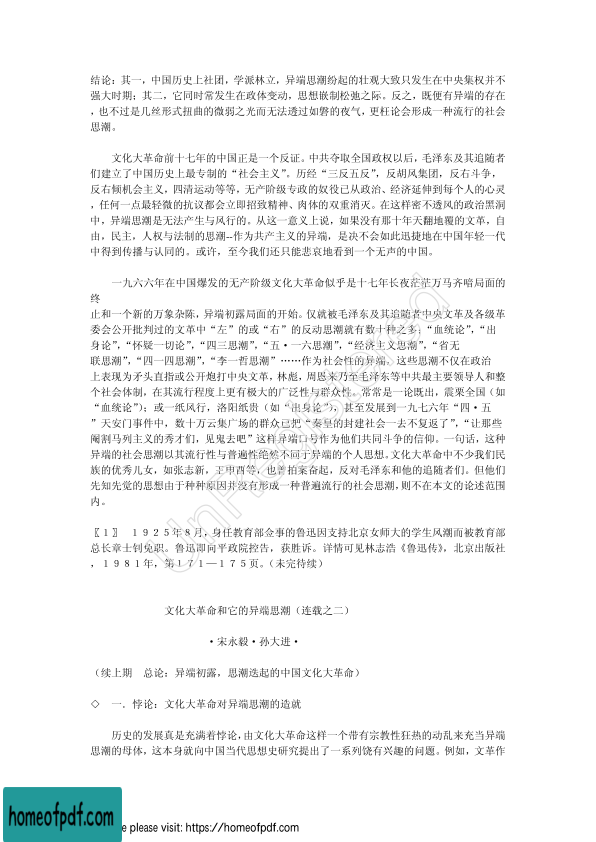 结论：其一，中国历史上社团，学派林立，异端思潮纷起的壮观大致只发生在中央集权并不
强大时期；其二，它同时常发生在政体变动，思想嵌制松弛之际。反之，既便有异端的存在
，也不过是几丝形式扭曲的微弱之光而无法透过如磐的夜气，更枉论会形成一种流行的社会
思潮。
文化大革命前十七年的中国正是一个反证。中共夺取全国政权以后，毛泽东及其追随者
们建立了中国历史上最专制的“社会主义”。历经“三反五反”，反胡风集团，反右斗争，
反右倾机会主义，四清运动等等，无产阶级专政的奴役已从政治、经济延伸到每个人的心灵
，任何一点最轻微的抗议都会立即招致精神、肉体的双重消灭。在这样密不透风的政治黑洞
中，异端思潮是无法产生与风行的。从这一意义上说，如果没有那十年天翻地覆的文革，自
由，民主，人权与法制的思潮--作为共产主义的异端，是决不会如此迅捷地在中国年轻一代
中得到传播与认同的。或许，至今我们还只能悲哀地看到一个无声的中国。
一九六六年在中国爆发的无产阶级文化大革命似乎是十七年长夜茫茫万马齐喑局面的
终
止和一个新的万象杂陈，异端初露局面的开始。仅就被毛泽东及其追随者中央文革及各级革
委会公开批判过的文革中“左”的或“右”的反动思潮就有数十种之多：“血统论”，“出
身论”，“怀疑一切论”，“四三思潮”，“五·一六思潮”，“经济主义思潮”，“省无
联思潮”，“四一四思潮”，“李一哲思潮”……作为社会性的异端，这些思潮不仅在政治
上表现为矛头直指或公开炮打中央文革，林彪，周恩来乃至毛泽东等中共最主要领导人和整
个社会体制，在其流行程度上更有极大的广泛性与群众性。常常是一论既出，震栗全国（如
“血统论”）；或一纸风行，洛阳纸贵（如“出身论”），甚至发展到一九七六年“四·五
”天安门事件中，数十万云集广场的群众已把“秦皇的封建社会一去不复返了”，“让那些
阉割马列主义的秀才们，见鬼去吧”这样异端口号作为他们共同斗争的信仰。一句话，这种
异端的社会思潮以其流行性与普遍性绝然不同于异端的个人思想。文化大革命中不少我们民
族的优秀儿女，如张志新，王申酉等，也曾拍案奋起，反对毛泽东和他的追随者们。但他们
先知先觉的思想由于种种原因并没有形成一种普遍流行的社会思潮，则不在本文的论述范围
内。
〖１〗 １９２５年８月，身任教育部佥事的鲁迅因支持北京女师大的学生风潮而被教育部
总长章士钊免职。鲁迅即向平政院控告，获胜诉。详情可见林志浩《鲁迅传》，北京出版社
，１９８１年，第１７１—１７５页。（未完待续）
文化大革命和它的异端思潮（连载之二）
·宋永毅·孙大进·
（续上期　总论：异端初露，思潮迭起的中国文化大革命）
◇　一．悖论：文化大革命对异端思潮的造就
历史的发展真是充满着悖论，由文化大革命这样一个带有宗教性狂热的动乱来充当异端
思潮的母体，这本身就向中国当代思想史研究提出了一系列饶有兴趣的问题。例如，文革作
UnRegistered
homeofpdf.com
e please visit: https://homeofpdf.com